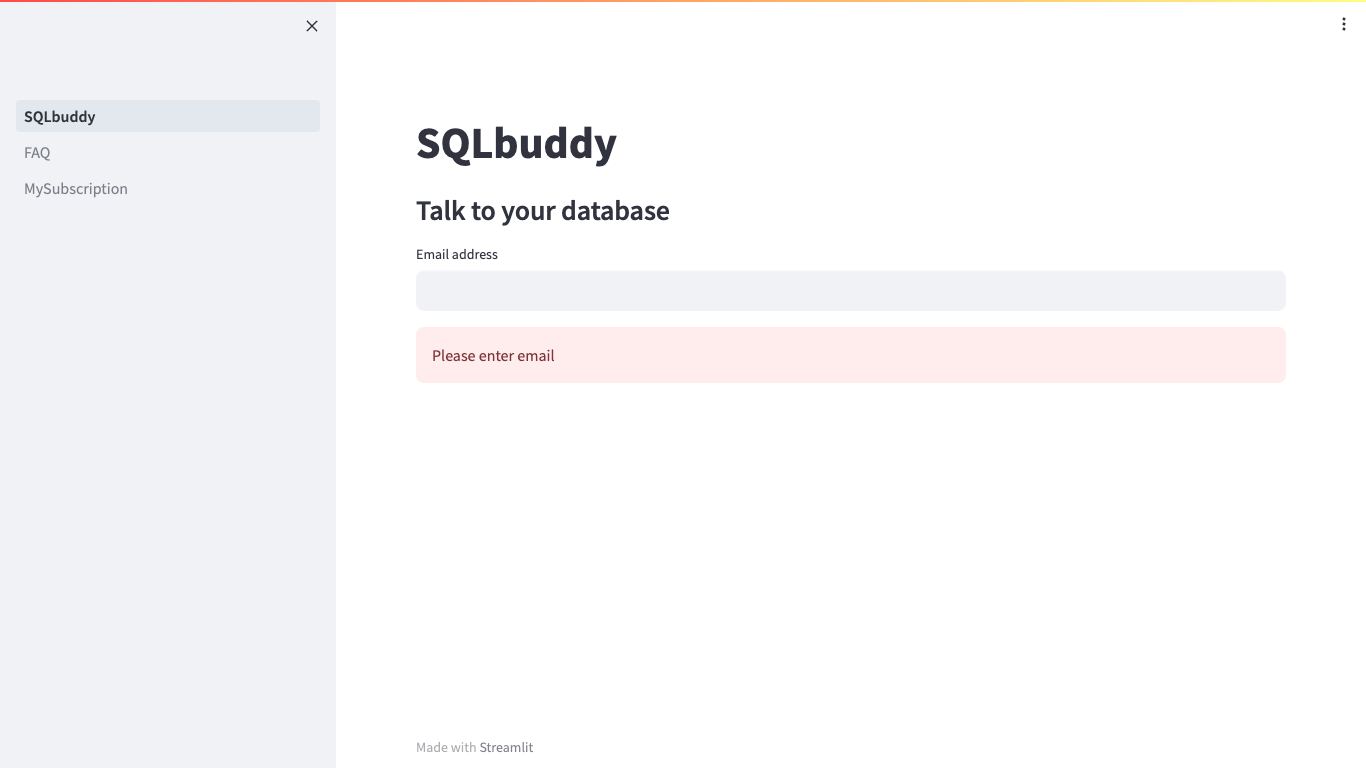 SQLbuddy
FAQ
MySubscription
SQLbuddy
Talk to your database
Email address
Please enter email
Made with Streamlit